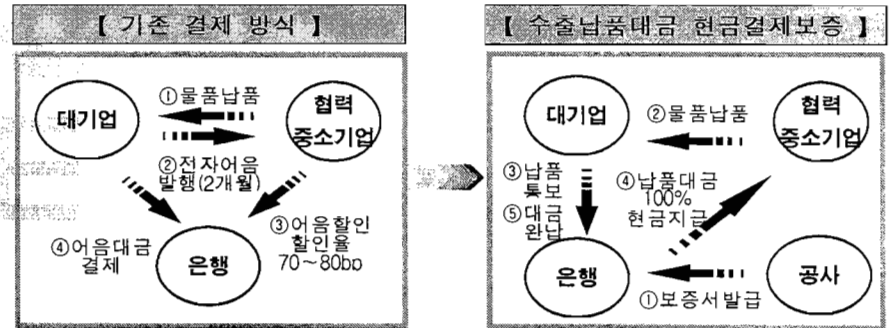 【 기존 결제 방식 】
대기업
①물품납품
협력
중소기업
②전자어음
발행(2개월)
③어음할인
할인율
70～80bp
④어음대금
결제
은행
【 수출납품대금 현금결제보증 】
대기업
②물품납품
협력
중소기업
③납품
통보
⑤대금
완납
④납품대금
100%
현금지급
은행
①보증서발급
공사